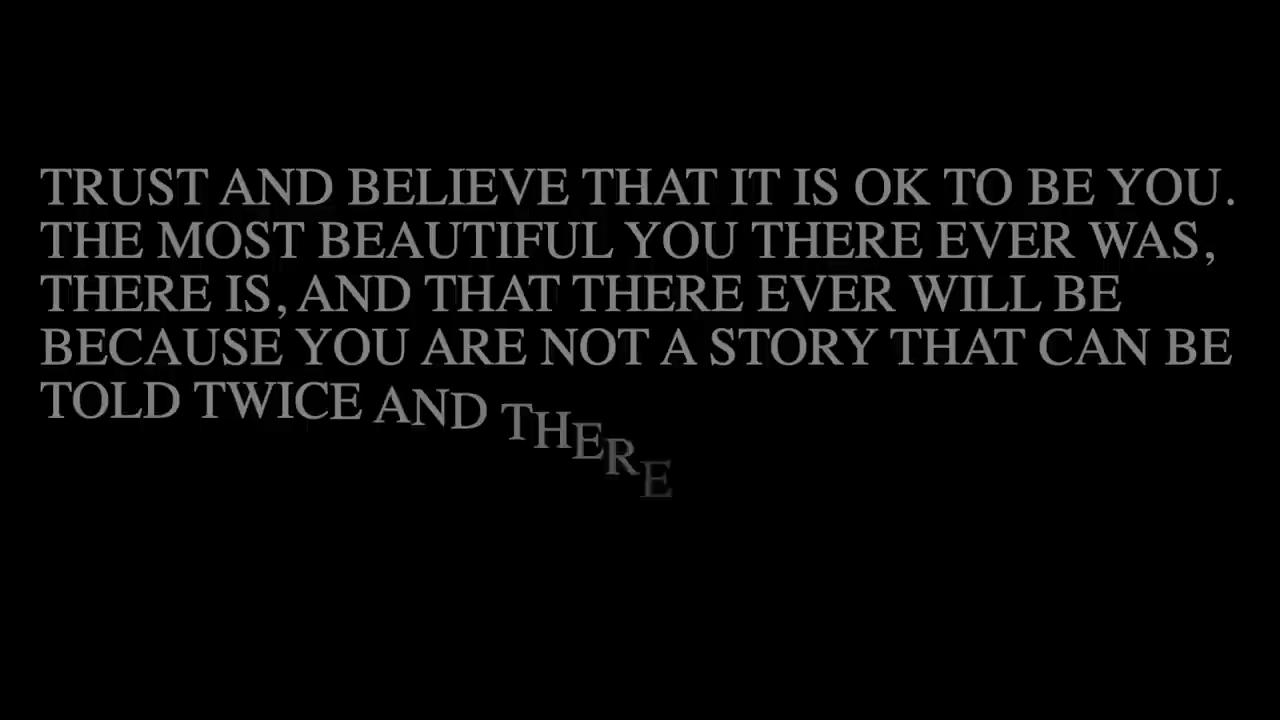 TRUST AND BELIEVE THAT IT IS OK TO BE YOU.
THE MOST BEAUTIFUL YOU THERE EVER WAS,
THERE IS, AND THAT THERE EVER WILL BE
BECAUSE YOU ARE NOT A STORY THAT CAN BE
TOLD TWICE AND THERE